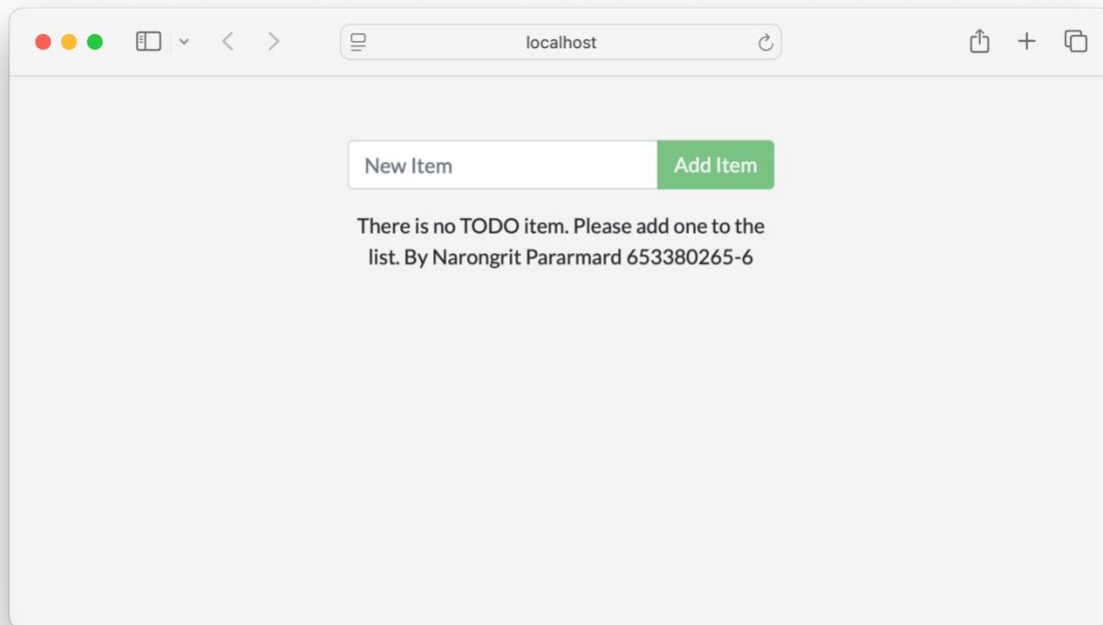 localhost
New Item
Add Item
There is no TODO item. Please add one to the
list. By Narongrit Pararmard 653380265-6